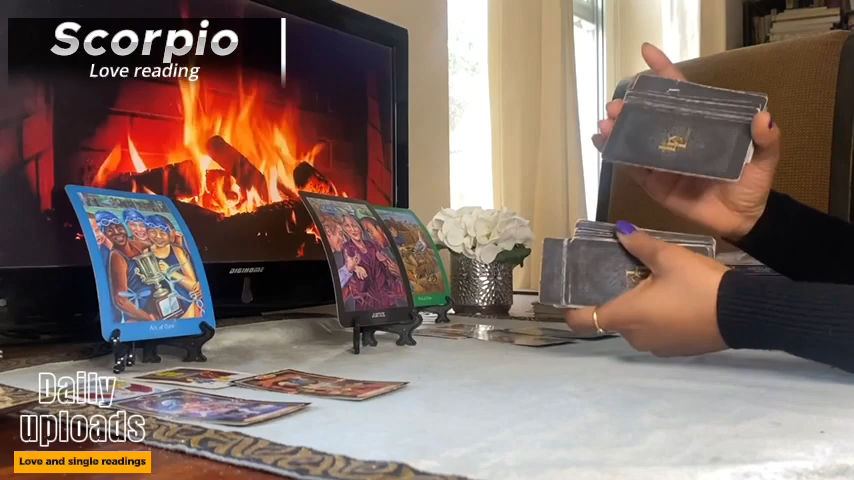 Scorpio
Love reading
DIGIHOME
JUSTICE
Daily
uploads
Love and single readings